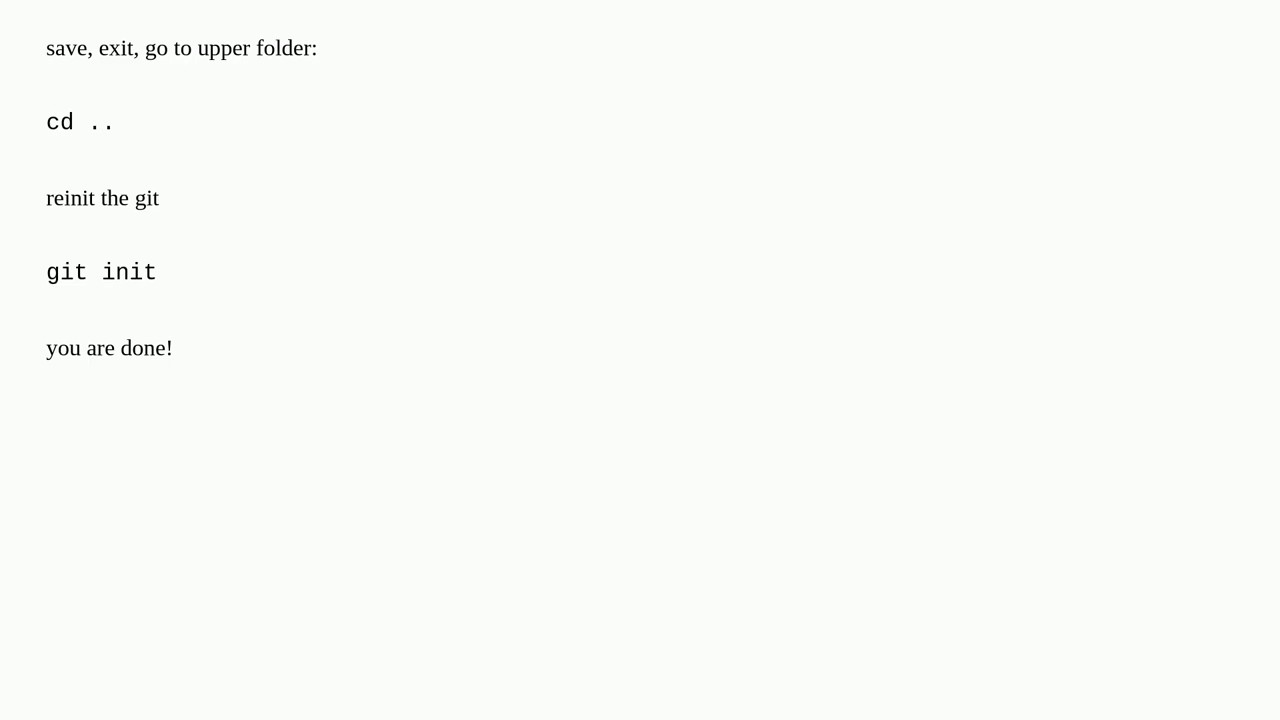 save, exit, go to upper folder:
cd ..
reinit the git
git init
you are done!